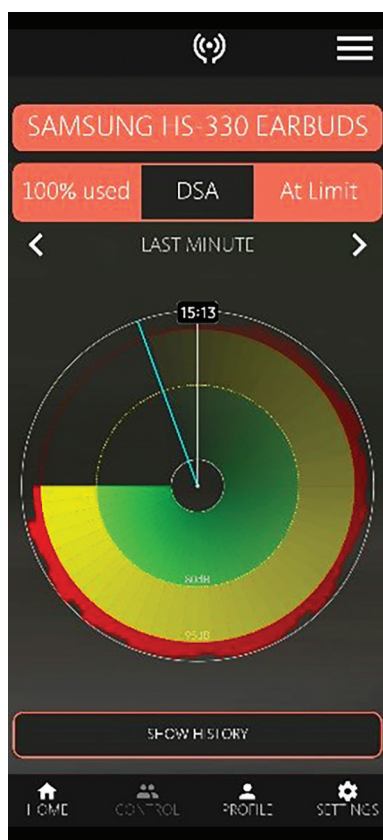 SAMSUNG HS-330 EARBUDS
100% used DSA At Limit
LAST MINUTE
15:13
80dB
95dB
SHOW HISTORY
HOME CONTROL PROFILE SETTINGS